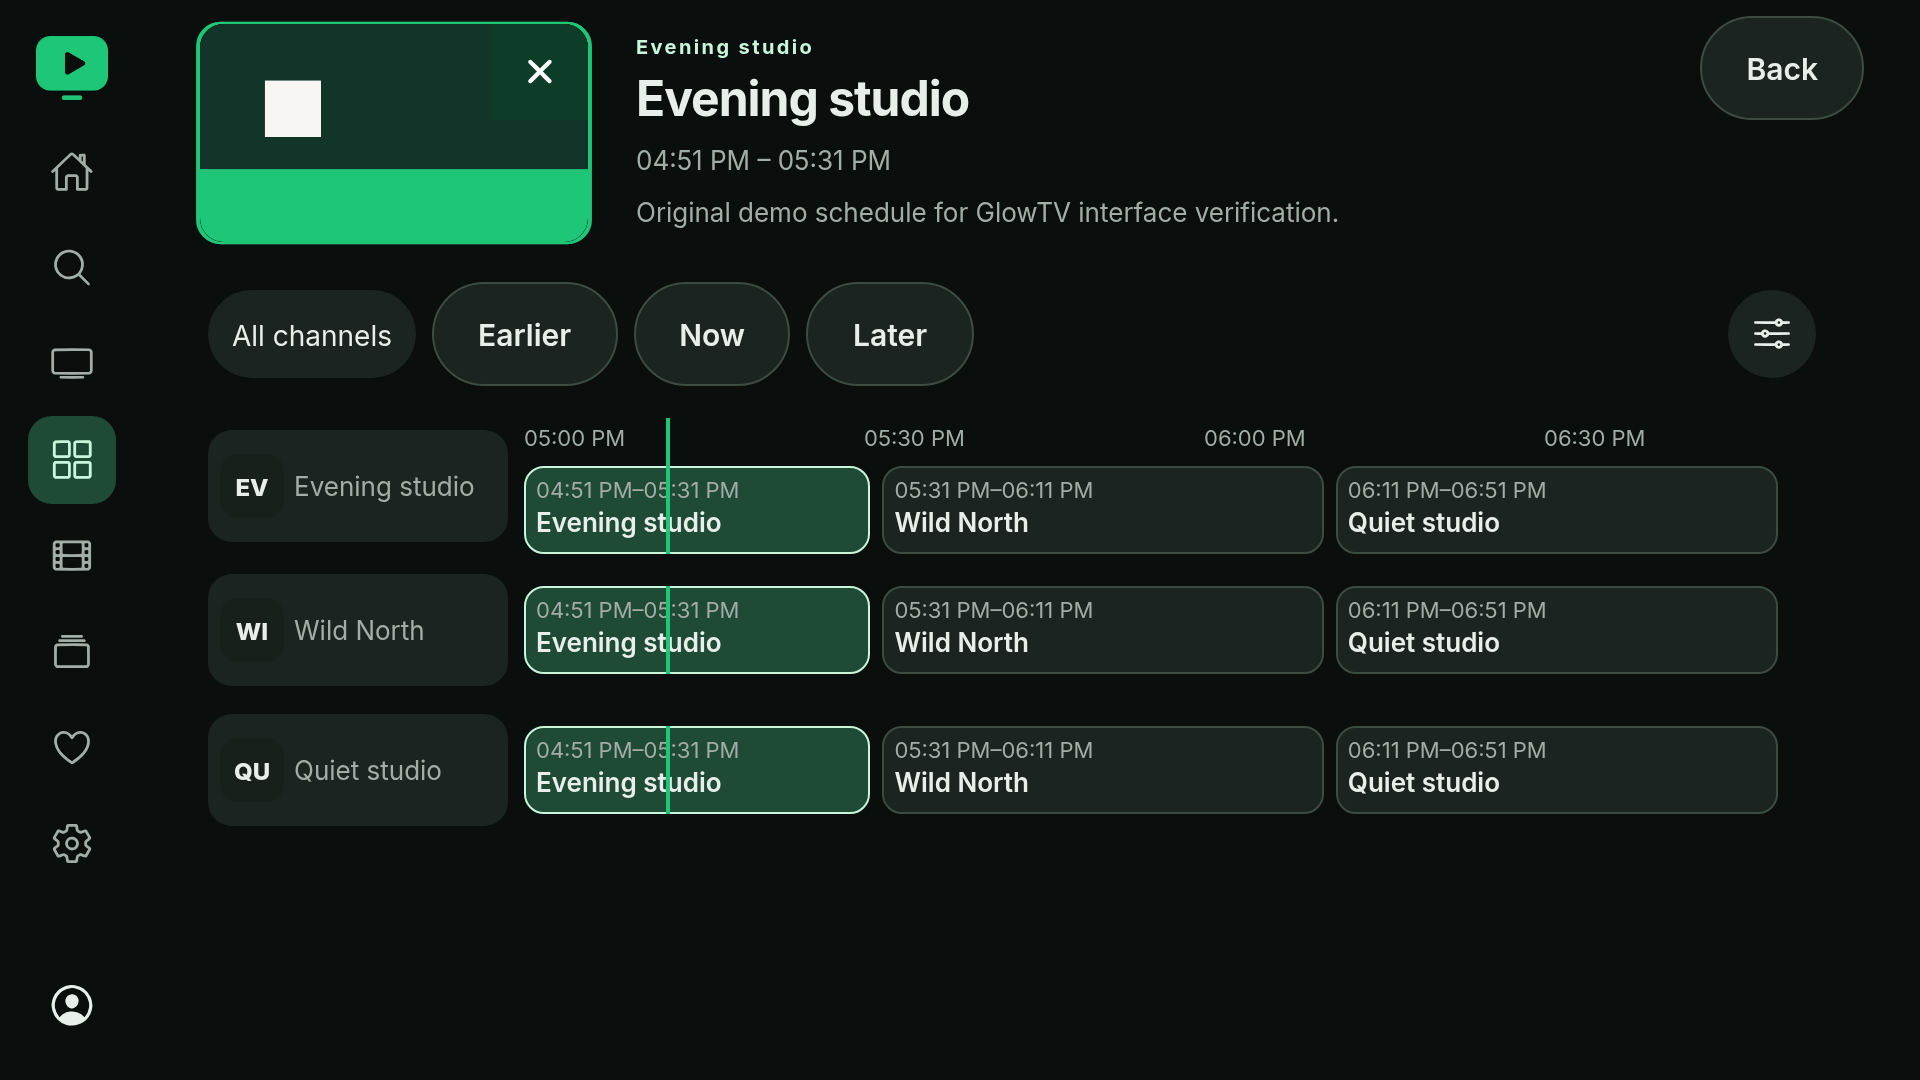 Evening studio
Evening studio
04:51 PM – 05:31 PM
Original demo schedule for GlowTV interface verification.
Back
All channels
Earlier
Now
Later
05:00 PM
05:30 PM
06:00 PM
06:30 PM
EV
Evening studio
04:51 PM–05:31 PM
Evening studio
05:31 PM–06:11 PM
Wild North
06:11 PM–06:51 PM
Quiet studio
WI
Wild North
04:51 PM–05:31 PM
Evening studio
05:31 PM–06:11 PM
Wild North
06:11 PM–06:51 PM
Quiet studio
QU
Quiet studio
04:51 PM–05:31 PM
Evening studio
05:31 PM–06:11 PM
Wild North
06:11 PM–06:51 PM
Quiet studio